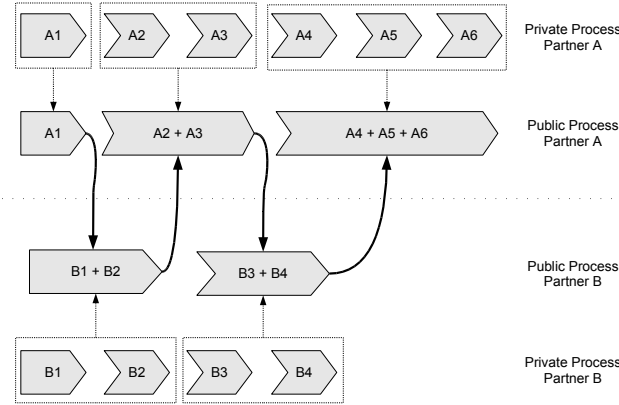 A1 A2 A3 A4 A5 A6 Private Process
Partner A
A1 A2 + A3 A4 + A5 + A6 Public Process
Partner A
B1 + B2 B3 + B4 Public Process
Partner B
B1 B2 B3 B4 Private Process
Partner B